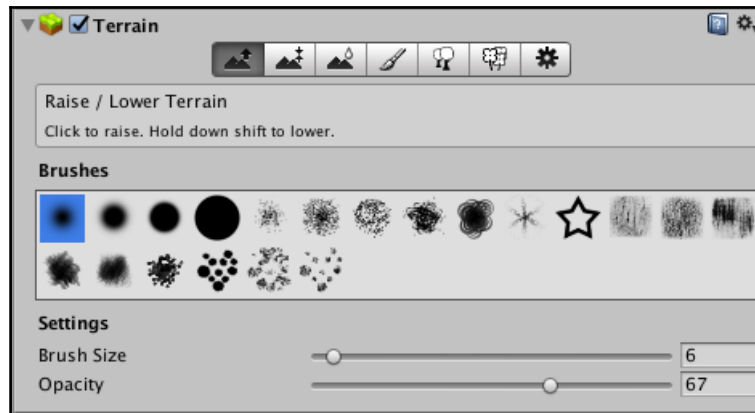 Terrain
Raise / Lower Terrain
Click to raise. Hold down shift to lower.
Brushes
Settings
Brush Size 6
Opacity 67